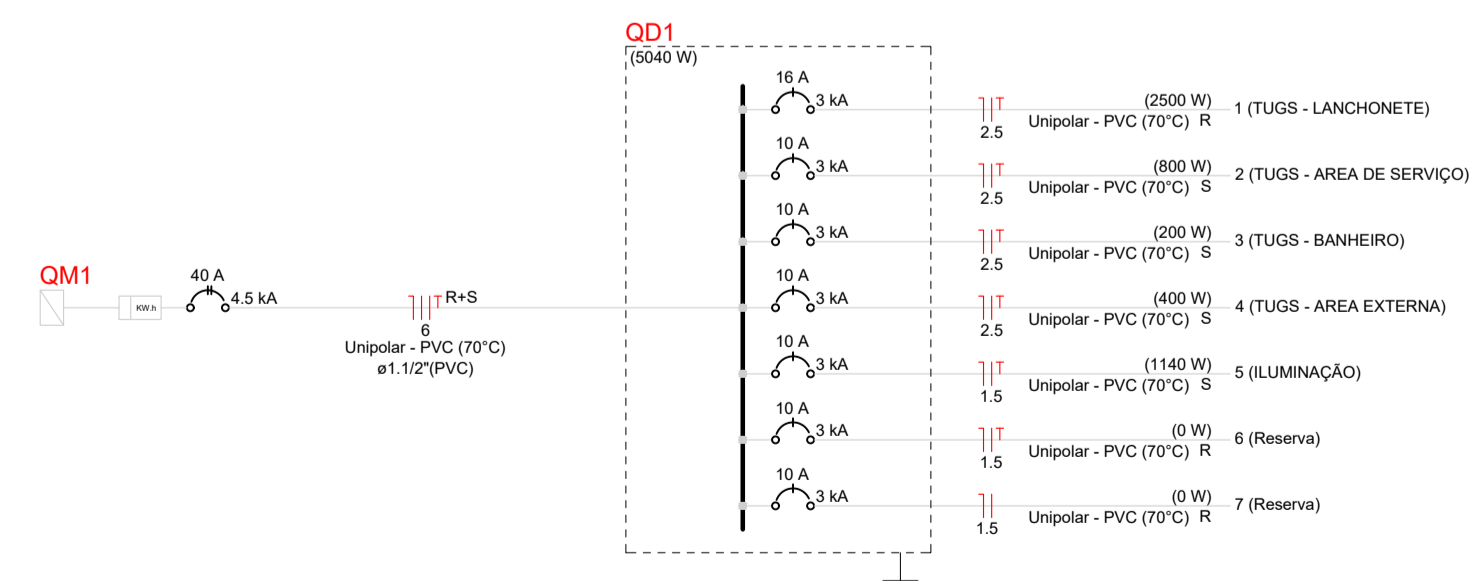 QD1
(5040 W)
16 A
3 kA
2.5
(2500 W)
Unipolar - PVC (70°C) R
1 (TUGS - LANCHONETE)
10 A
3 kA
2.5
(800 W)
Unipolar - PVC (70°C) S
2 (TUGS - AREA DE SERVIÇO)
10 A
3 kA
2.5
(200 W)
Unipolar - PVC (70°C) S
3 (TUGS - BANHEIRO)
QM1
KW.h
40 A
4.5 kA
R+S
6
Unipolar - PVC (70°C)
ø1.1/2"(PVC)
10 A
3 kA
2.5
(400 W)
Unipolar - PVC (70°C) S
4 (TUGS - AREA EXTERNA)
10 A
3 kA
1.5
(1140 W)
Unipolar - PVC (70°C) S
5 (ILUMINAÇÃO)
10 A
3 kA
1.5
(0 W)
Unipolar - PVC (70°C) R
6 (Reserva)
10 A
3 kA
1.5
(0 W)
Unipolar - PVC (70°C) R
7 (Reserva)